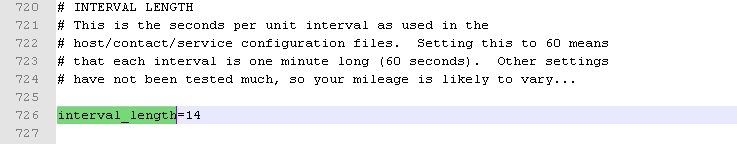 720 # INTERVAL LENGTH
721 # This is the seconds per unit interval as used in the
722 # host/contact/service configuration files.  Setting this to 60 means
723 # that each interval is one minute long (60 seconds).  Other settings
724 # have not been tested much, so your mileage is likely to vary...
725
726 interval_length=14
727